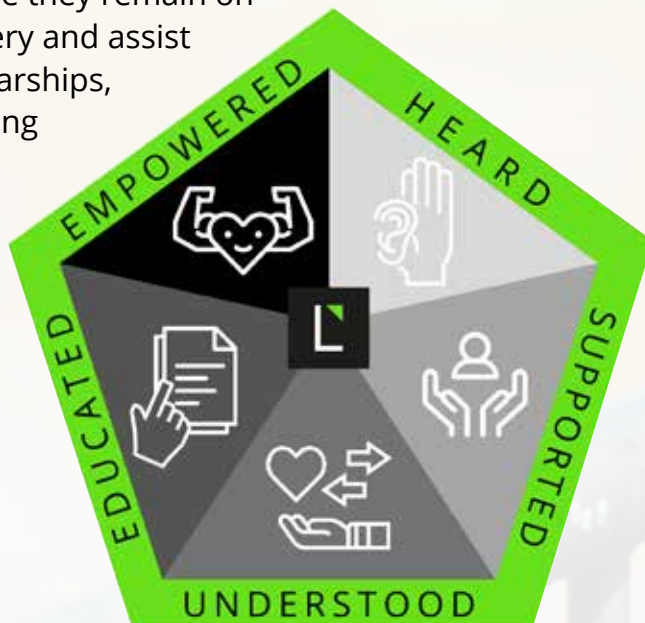 e they remain on
ery and assist
arships,
ng
EMPOWERED
HEARD
SUPPORTED
UNDERSTOOD
EDUCATED
L